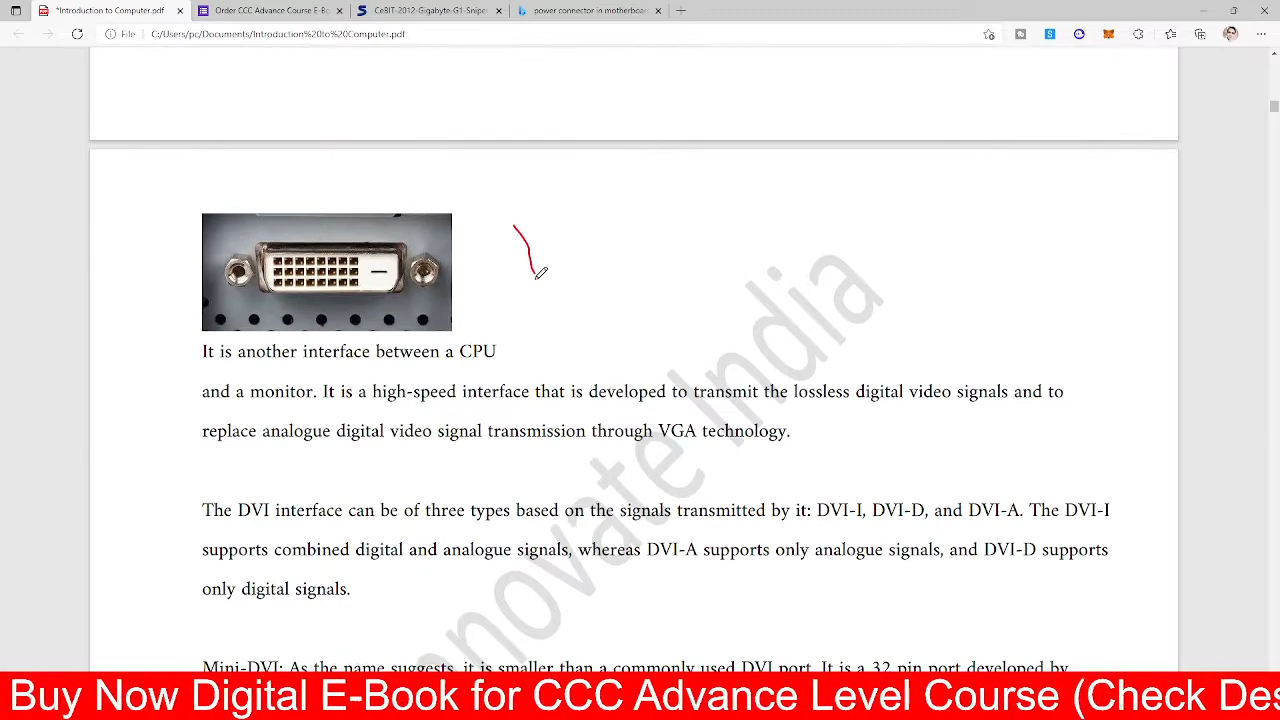 *Introduction to Computer.pdf
Order CCC Advance Course E-Bo
CeBIT-2012-Gigabyte-G1-Sniper
power connector in motherboard
File
C:/Users/pc/Documents/Introduction%20to%20Computer.pdf
It is another interface between a CPU
and a monitor. It is a high-speed interface that is developed to transmit the lossless digital video signals and to
replace analogue digital video signal transmission through VGA technology.
The DVI interface can be of three types based on the signals transmitted by it: DVI-I, DVI-D, and DVI-A. The DVI-I
supports combined digital and analogue signals, whereas DVI-A supports only analogue signals, and DVI-D supports
only digital signals.
Mini-DVI: As the name suggests, it is smaller than a commonly used DVI port. It is a 32 pin port developed by
nnovate India
Buy Now Digital E-Book for CCC Advance Level Course (Check Des